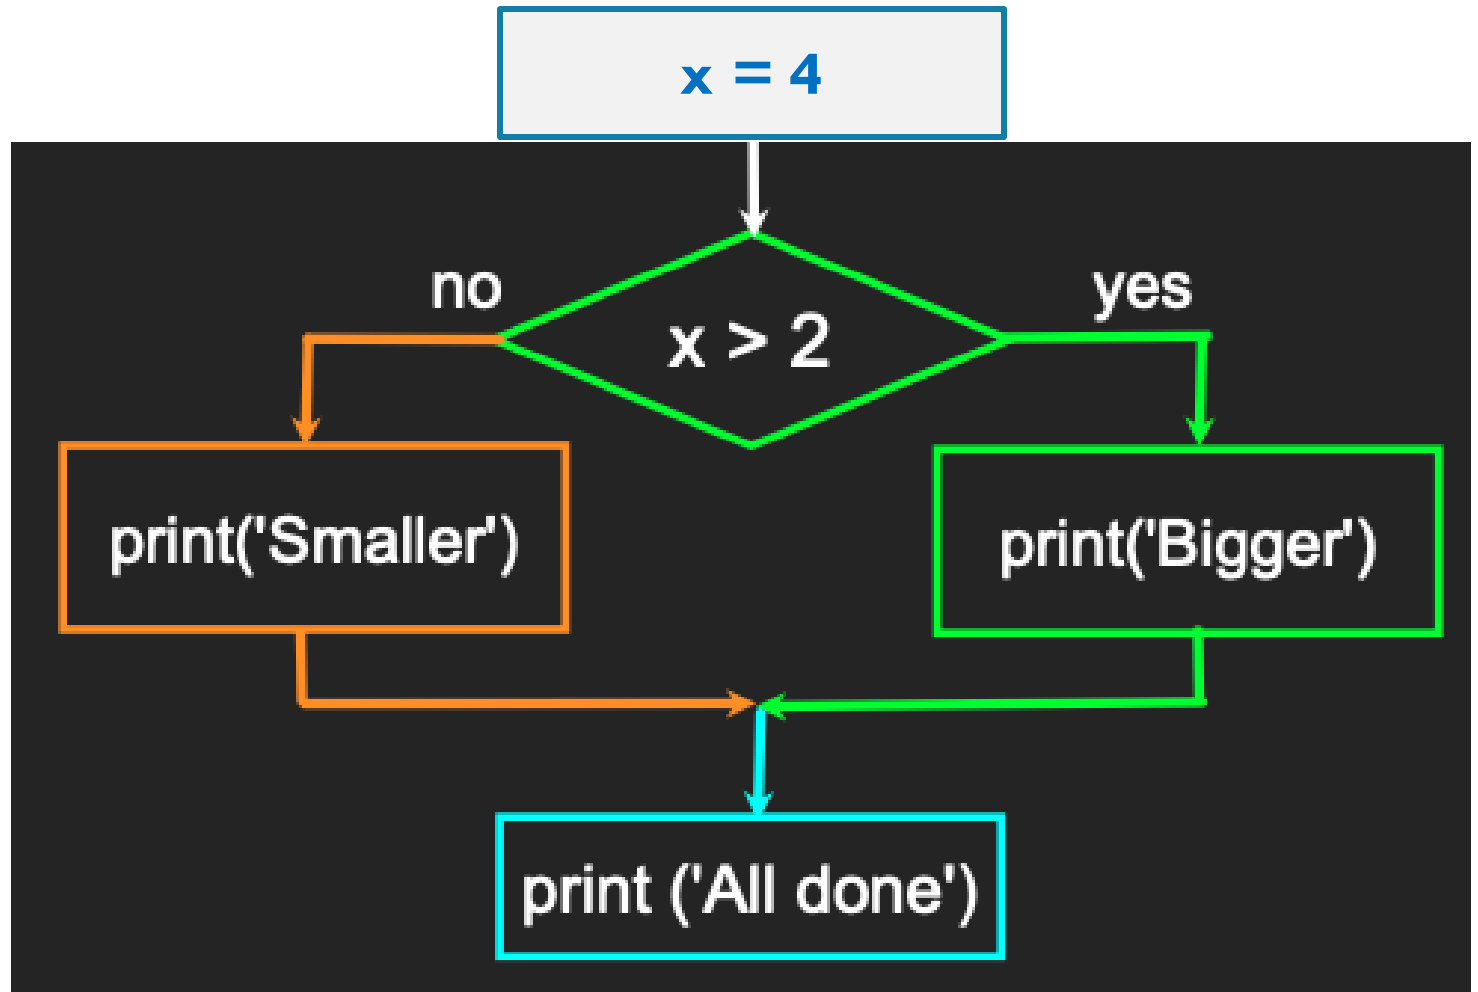 x = 4
no
yes
x > 2
print('Smaller')
print('Bigger')
print ('All done')